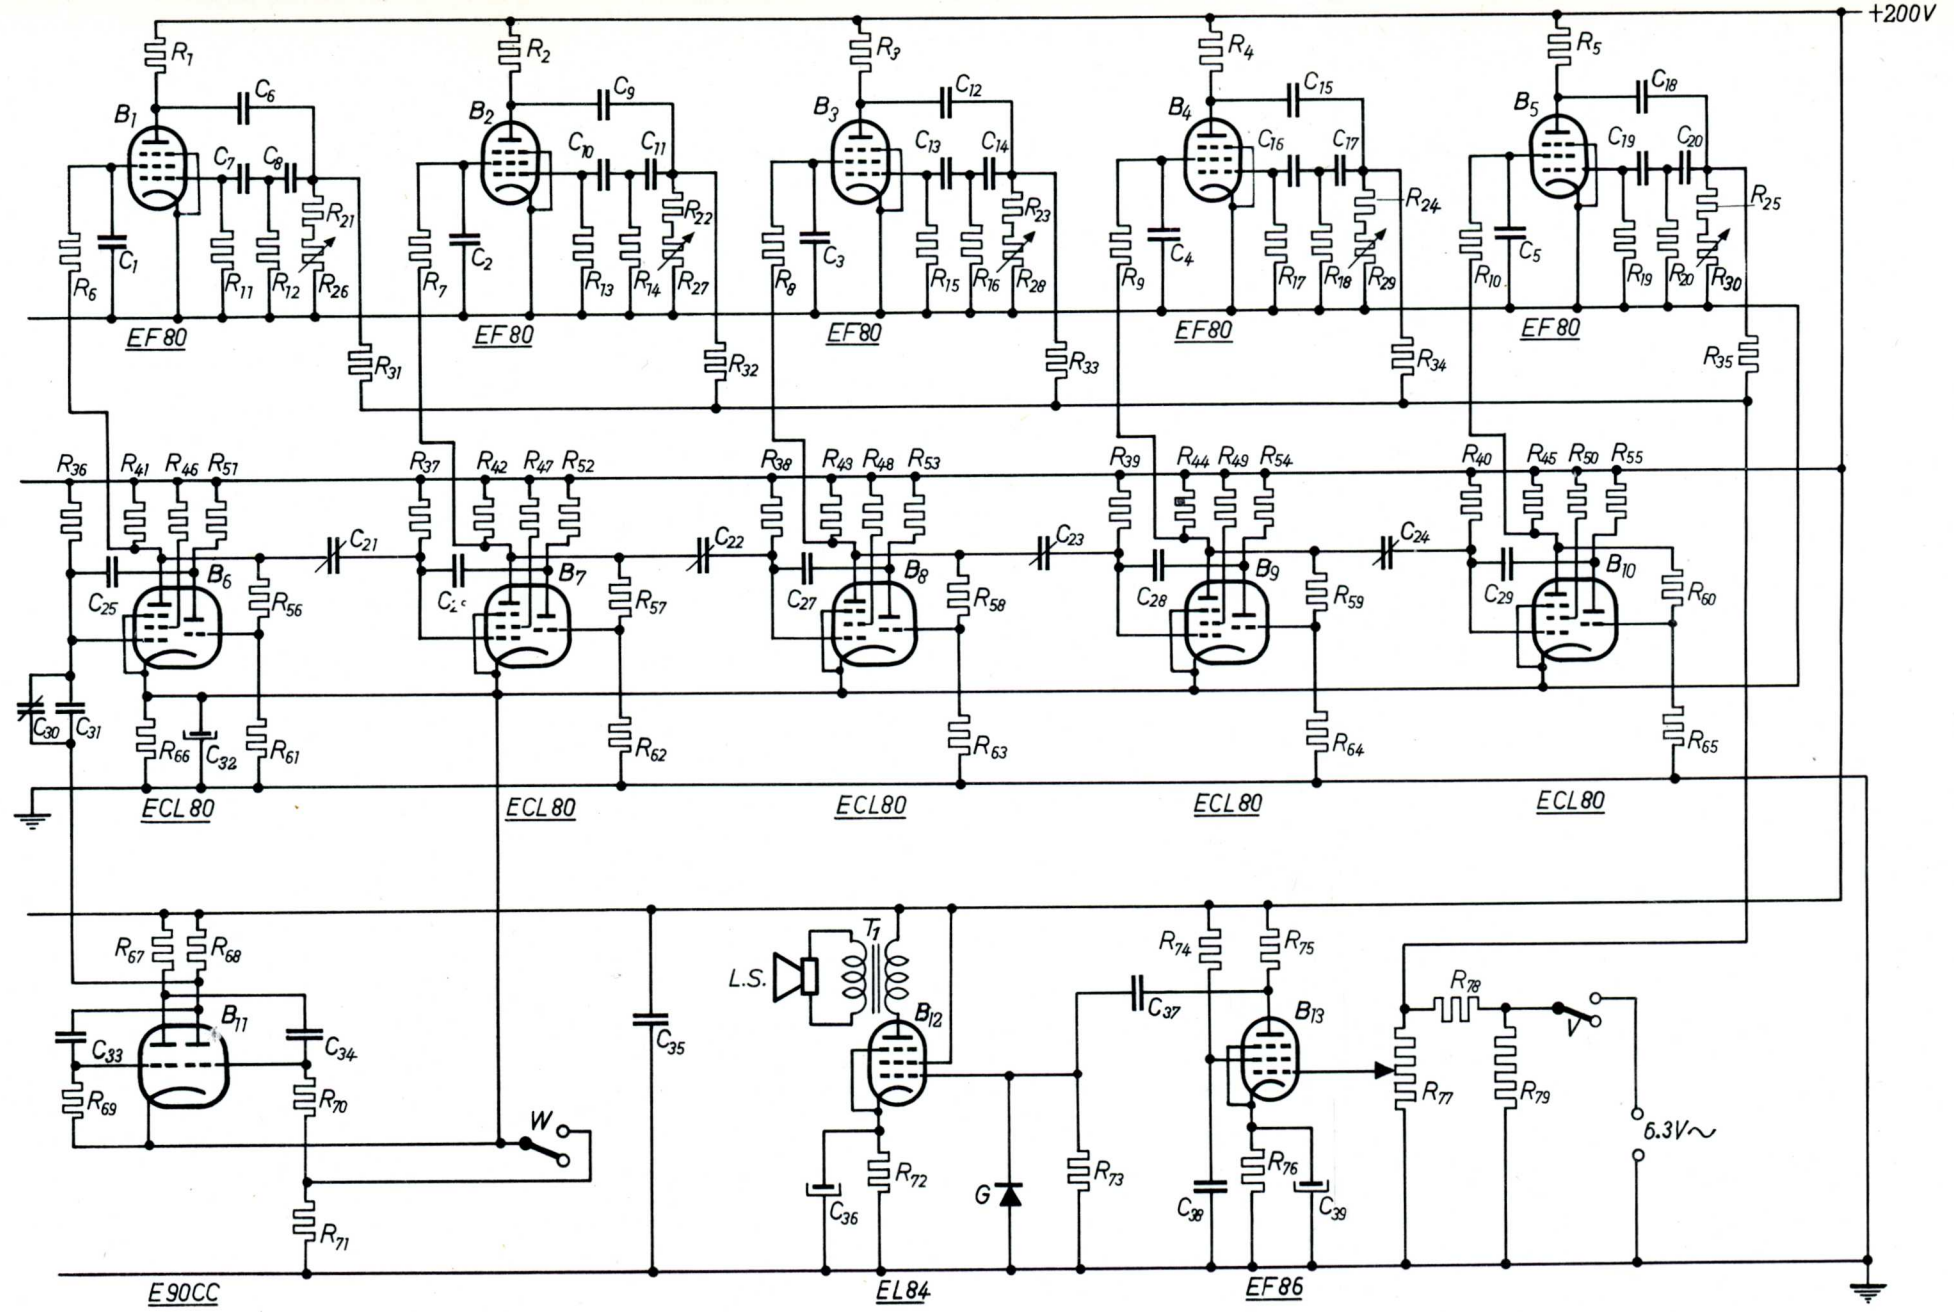 +200V
R1 R2 R3 R4 R5
C6 C9 C12 C15 C18
B1 B2 B3 B4 B5
C7 C8 C10 C11 C13 C14 C16 C17 C19 C20
R21 R22 R23 R24 R25
R6 C1 R11 R12 R26 R7 C2 R13 R14 R27 R8 C3 R15 R16 R28 R9 C4 R17 R18 R29 R10 C5 R19 R20 R30
EF80 EF80 EF80 EF80 EF80
R31 R32 R33 R34 R35
R36 R41 R46 R51 R37 R42 R47 R52 R38 R43 R48 R53 R39 R44 R49 R54 R40 R45 R50 R55
C21 C22 C23 C24
B6 B7 B8 B9 B10
C25 R56 R57 C27 R58 C28 R59 C29 R60
C30 C31 R66 C32 R61 R62 R63 R64 R65
ECL80 ECL80 ECL80 ECL80 ECL80
R67 R68 T1 R74 R75
L.S. R78
B11 C35 B12 C37 B13 V
C33 C34
R69 R70 R77 R79
W 6.3V~
R72 G R73 R76
C36 C38 C39
R71
E90CC EL84 EF86